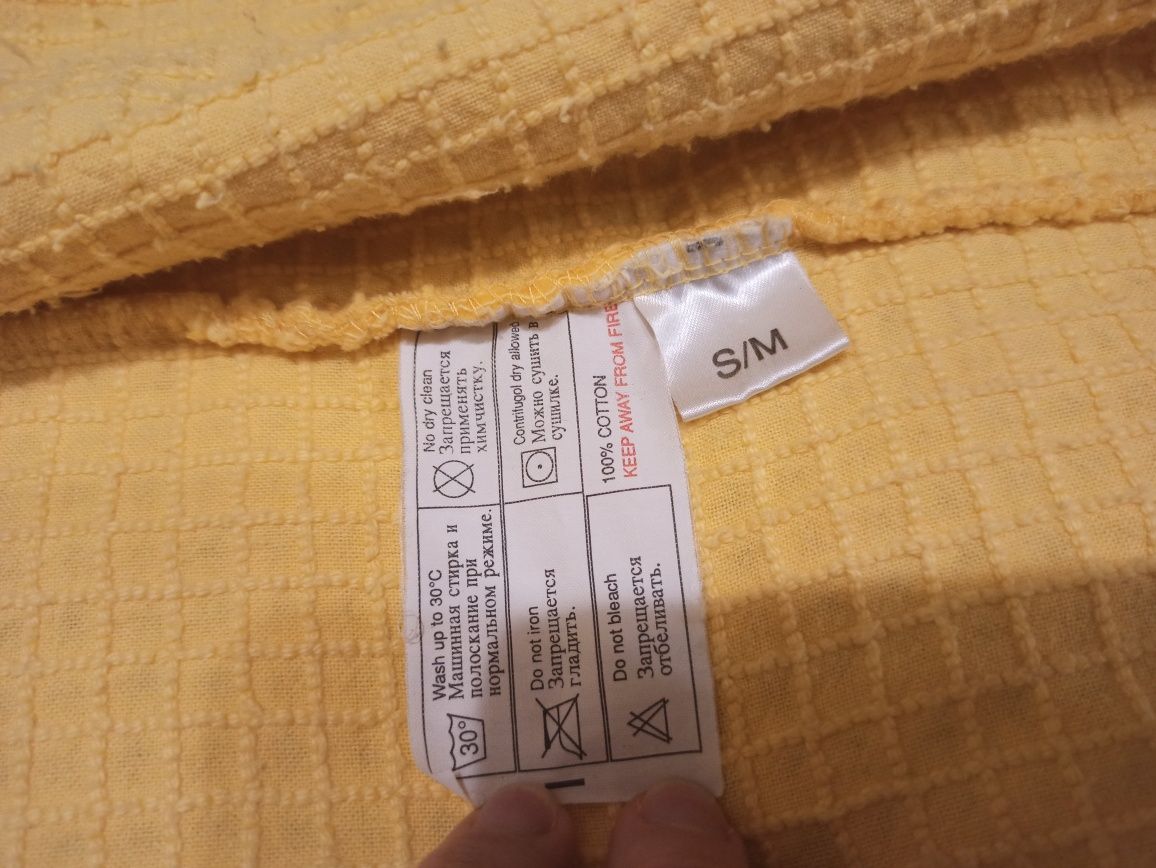 Wash up to 30°C
Машинная стирка и
полоскание при
нормальном режиме.
30°
No dry clean
Запрещается
применять
химчистку.
Do not iron
Запрещается
гладить.
Contrifugol dry allowed
Можно сушить в
сушилке.
Do not bleach
Запрещается
отбеливать.
100% COTTON
KEEP AWAY FROM FIRE
S/M